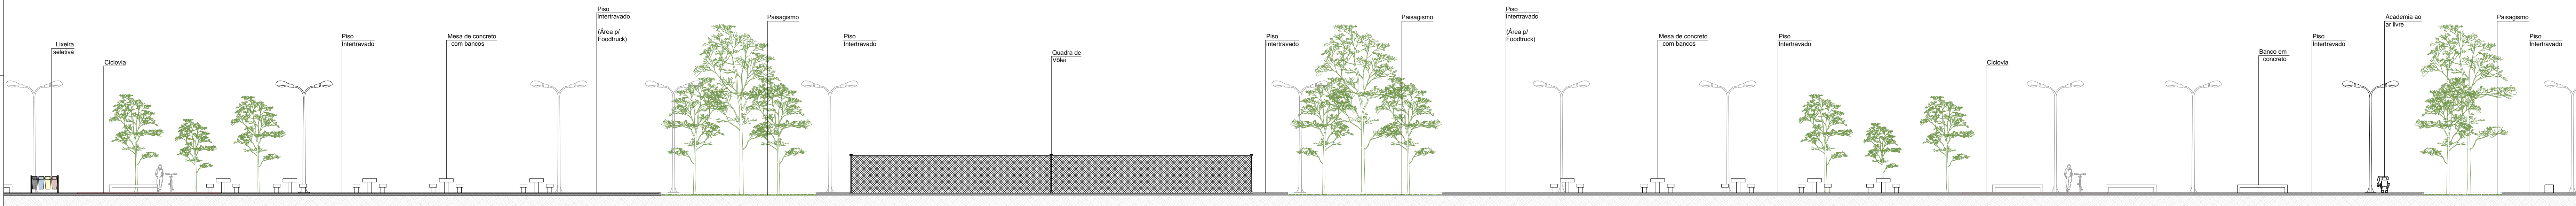 Lixeira
seletiva
Ciclovia
Piso
Intertravado
Mesa de concreto
com bancos
Piso
Intertravado
(Área p/
Foodtruck)
Paisagismo
Piso
Intertravado
Quadra de
Vôlei
Piso
Intertravado
Paisagismo
Piso
Intertravado
(Área p/
Foodtruck)
Mesa de concreto
com bancos
Piso
Intertravado
Ciclovia
Banco em
concreto
Piso
Intertravado
Academia ao
ar livre
Paisagismo
Piso
Intertravado